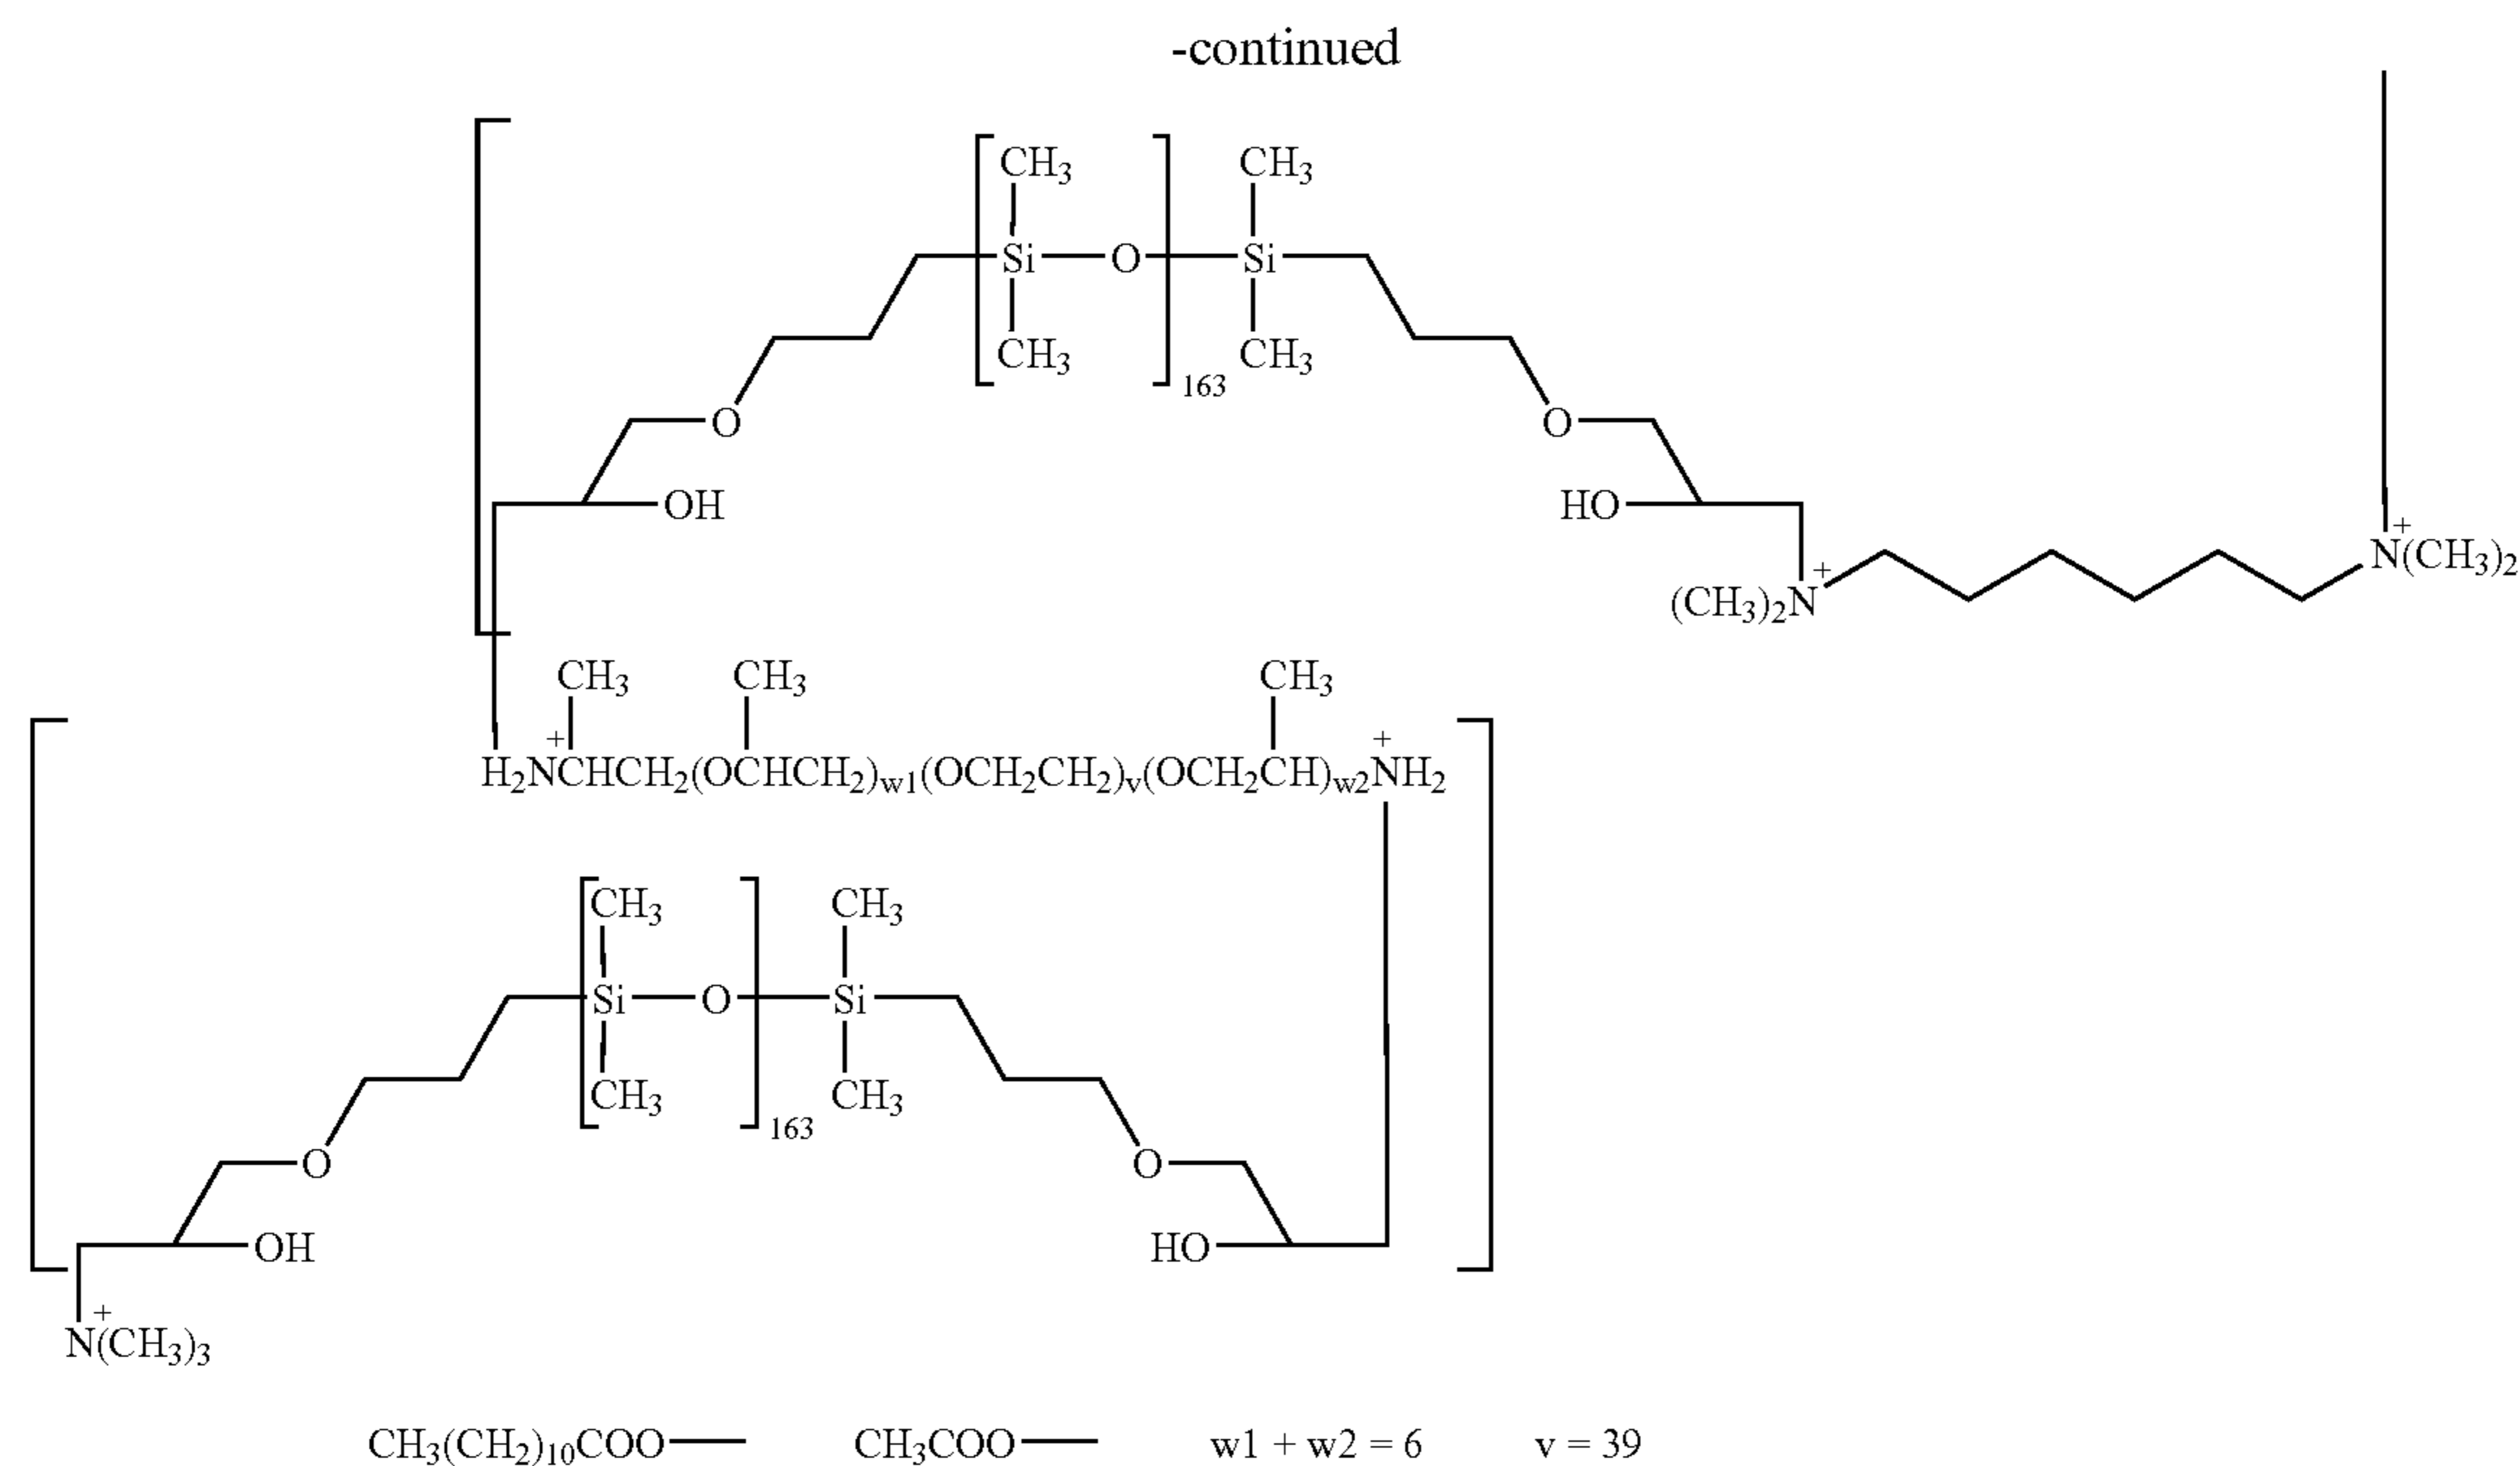 -continued
CH3 CH3
Si O Si
CH3 CH3
163
O O
OH HO
+
N(CH3)2
+
(CH3)2N
CH3 CH3 CH3
+ +
H2NCHCH2(OCHCH2)w1(OCH2CH2)v(OCH2CH)w2NH2
CH3 CH3
Si O Si
CH3 CH3
163
O O
OH HO
+
N(CH3)3
CH3(CH2)10COO— CH3COO— w1 + w2 = 6 v = 39